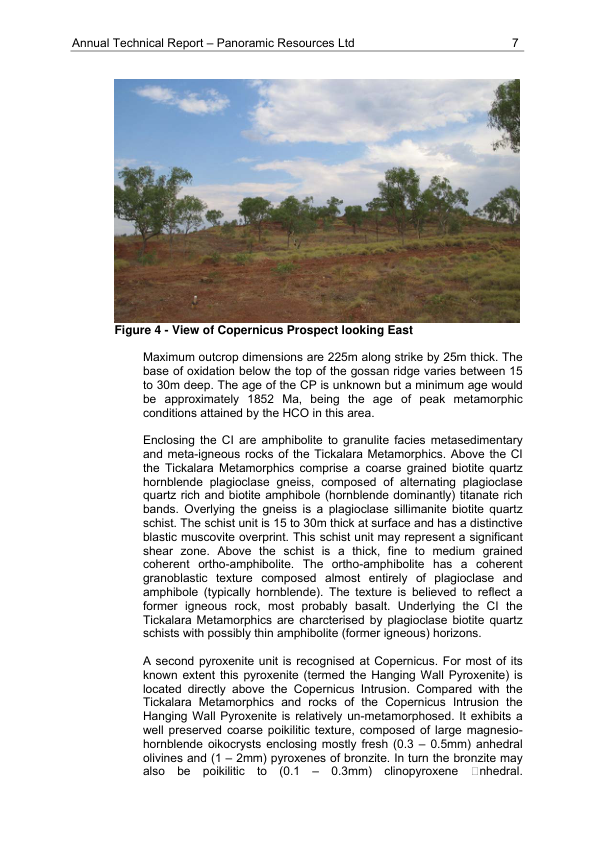 Annual Technical Report – Panoramic Resources Ltd 7
Figure 4 - View of Copernicus Prospect looking East
Maximum outcrop dimensions are 225m along strike by 25m thick. The
base of oxidation below the top of the gossan ridge varies between 15
to 30m deep. The age of the CP is unknown but a minimum age would
be approximately 1852 Ma, being the age of peak metamorphic
conditions attained by the HCO in this area.
Enclosing the CI are amphibolite to granulite facies metasedimentary
and meta-igneous rocks of the Tickalara Metamorphics. Above the CI
the Tickalara Metamorphics comprise a coarse grained biotite quartz
hornblende plagioclase gneiss, composed of alternating plagioclase
quartz rich and biotite amphibole (hornblende dominantly) titanate rich
bands. Overlying the gneiss is a plagioclase sillimanite biotite quartz
schist. The schist unit is 15 to 30m thick at surface and has a distinctive
blastic muscovite overprint. This schist unit may represent a significant
shear zone. Above the schist is a thick, fine to medium grained
coherent ortho-amphibolite. The ortho-amphibolite has a coherent
granoblastic texture composed almost entirely of plagioclase and
amphibole (typically hornblende). The texture is believed to reflect a
former igneous rock, most probably basalt. Underlying the CI the
Tickalara Metamorphics are charcterised by plagioclase biotite quartz
schists with possibly thin amphibolite (former igneous) horizons.
A second pyroxenite unit is recognised at Copernicus. For most of its
known extent this pyroxenite (termed the Hanging Wall Pyroxenite) is
located directly above the Copernicus Intrusion. Compared with the
Tickalara Metamorphics and rocks of the Copernicus Intrusion the
Hanging Wall Pyroxenite is relatively un-metamorphosed. It exhibits a
well preserved coarse poikilitic texture, composed of large magnesio-
hornblende oikocrysts enclosing mostly fresh (0.3 – 0.5mm) anhedral
olivines and (1 – 2mm) pyroxenes of bronzite. In turn the bronzite may
also be poikilitic to (0.1 – 0.3mm) clinopyroxene □nhedral.